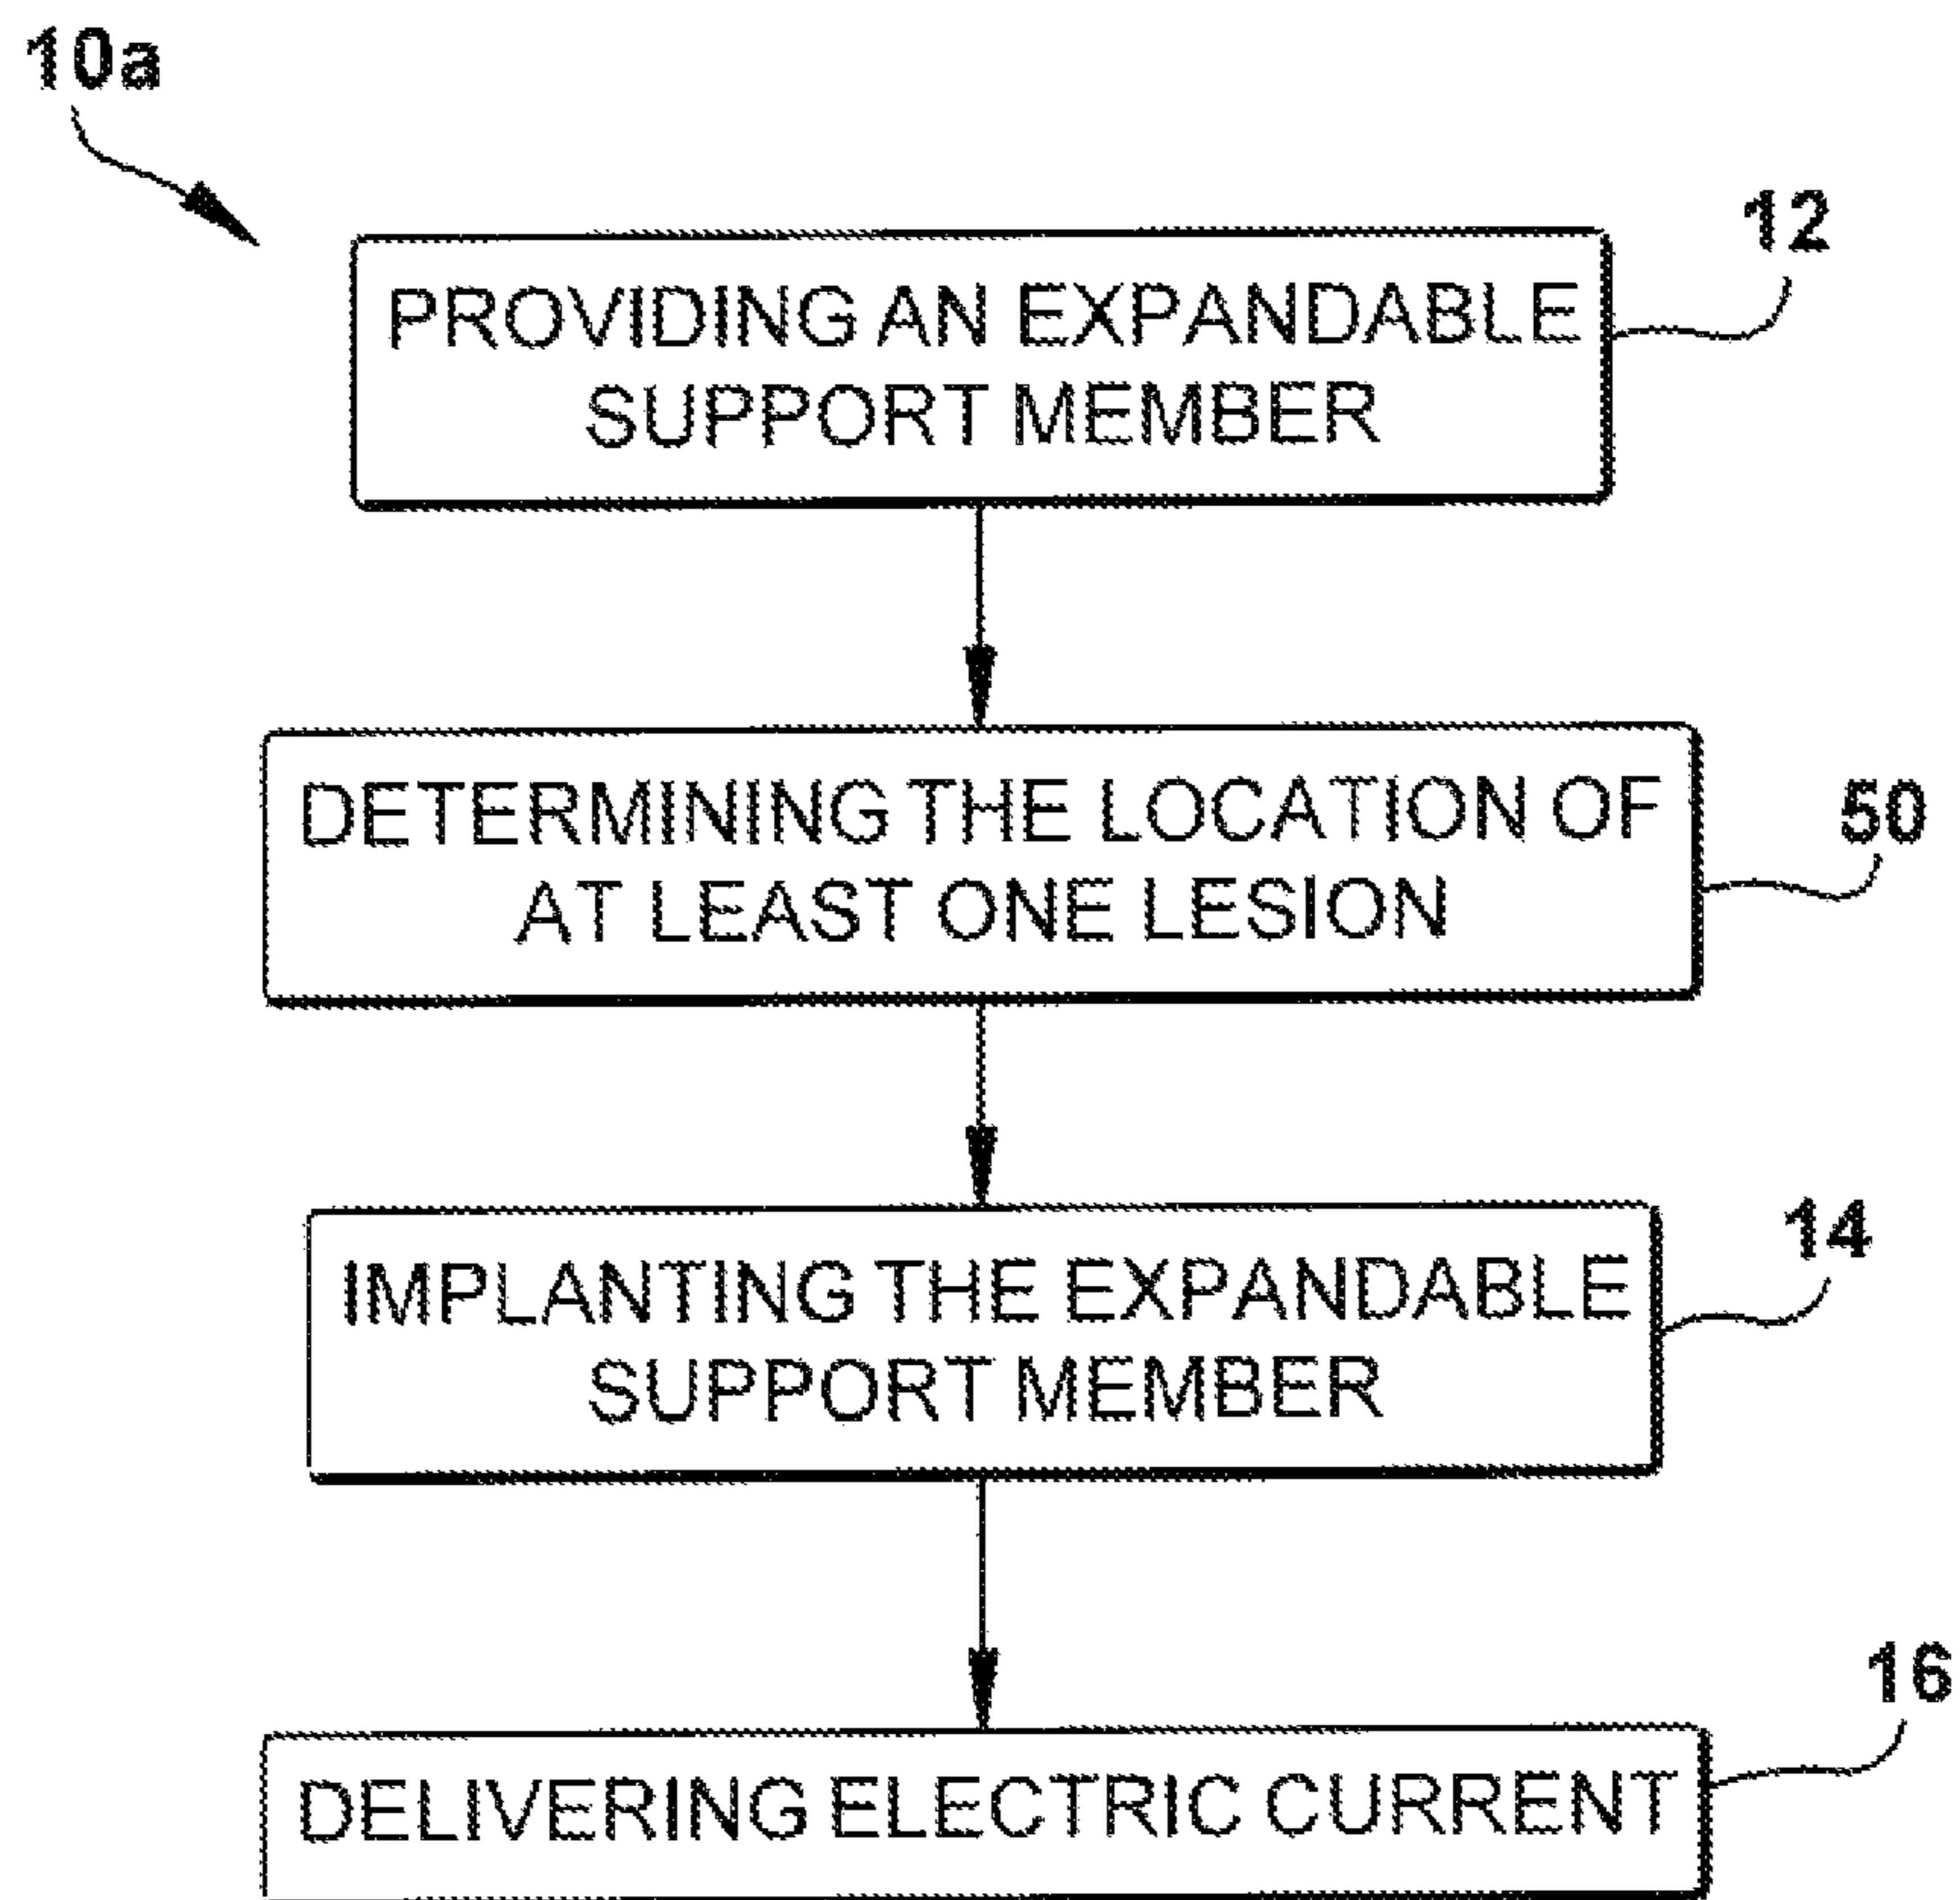 10a
12
PROVIDING AN EXPANDABLE
SUPPORT MEMBER
DETERMINING THE LOCATION OF
AT LEAST ONE LESION
50
IMPLANTING THE EXPANDABLE
SUPPORT MEMBER
14
16
DELIVERING ELECTRIC CURRENT